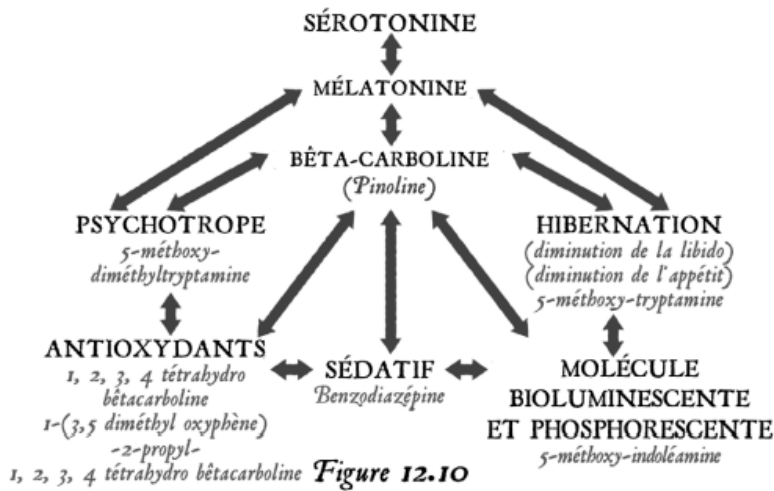 SÉROTONINE
MÉLATONINE
BÊTA-CARBOLINE
(Pinoline)
PSYCHOTROPE
5-méthoxy-
diméthyltryptamine
HIBERNATION
(diminution de la libido)
(diminution de l'appétit)
5-méthoxy-tryptamine
ANTIOXYDANTS
1, 2, 3, 4 tétrahydro
bêtacarboline
1-(3,5 diméthyl oxyphène)
-2-propyl-
1, 2, 3, 4 tétrahydro bêtacarboline
SÉDATIF
Benzodiazépine
MOLÉCULE
BIOLUMINESCENTE
ET PHOSPHORESCENTE
5-méthoxy-indoléamine
Figure 12.10